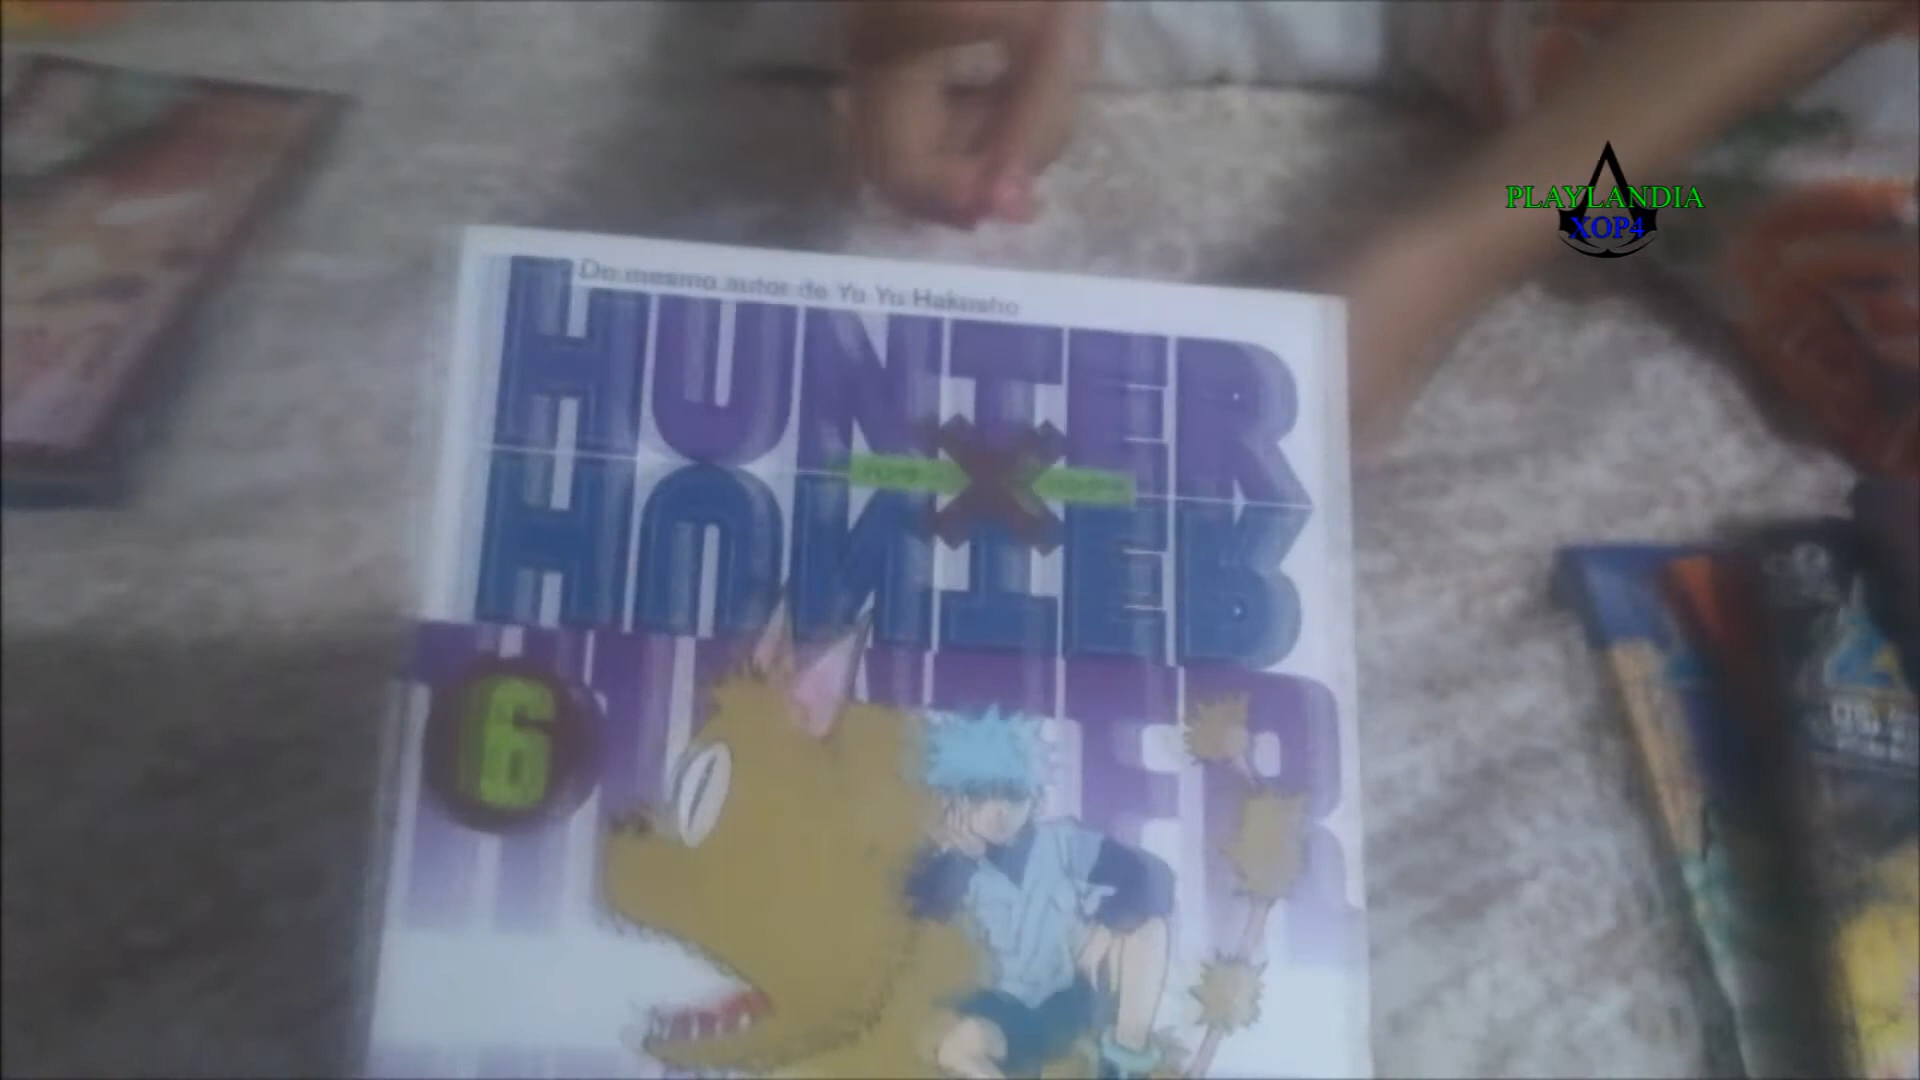 Do mesmo autor de Yu Yu Hakusho
HUNTER
X
HUNTER
6
PLAYLANDIA
XOP4